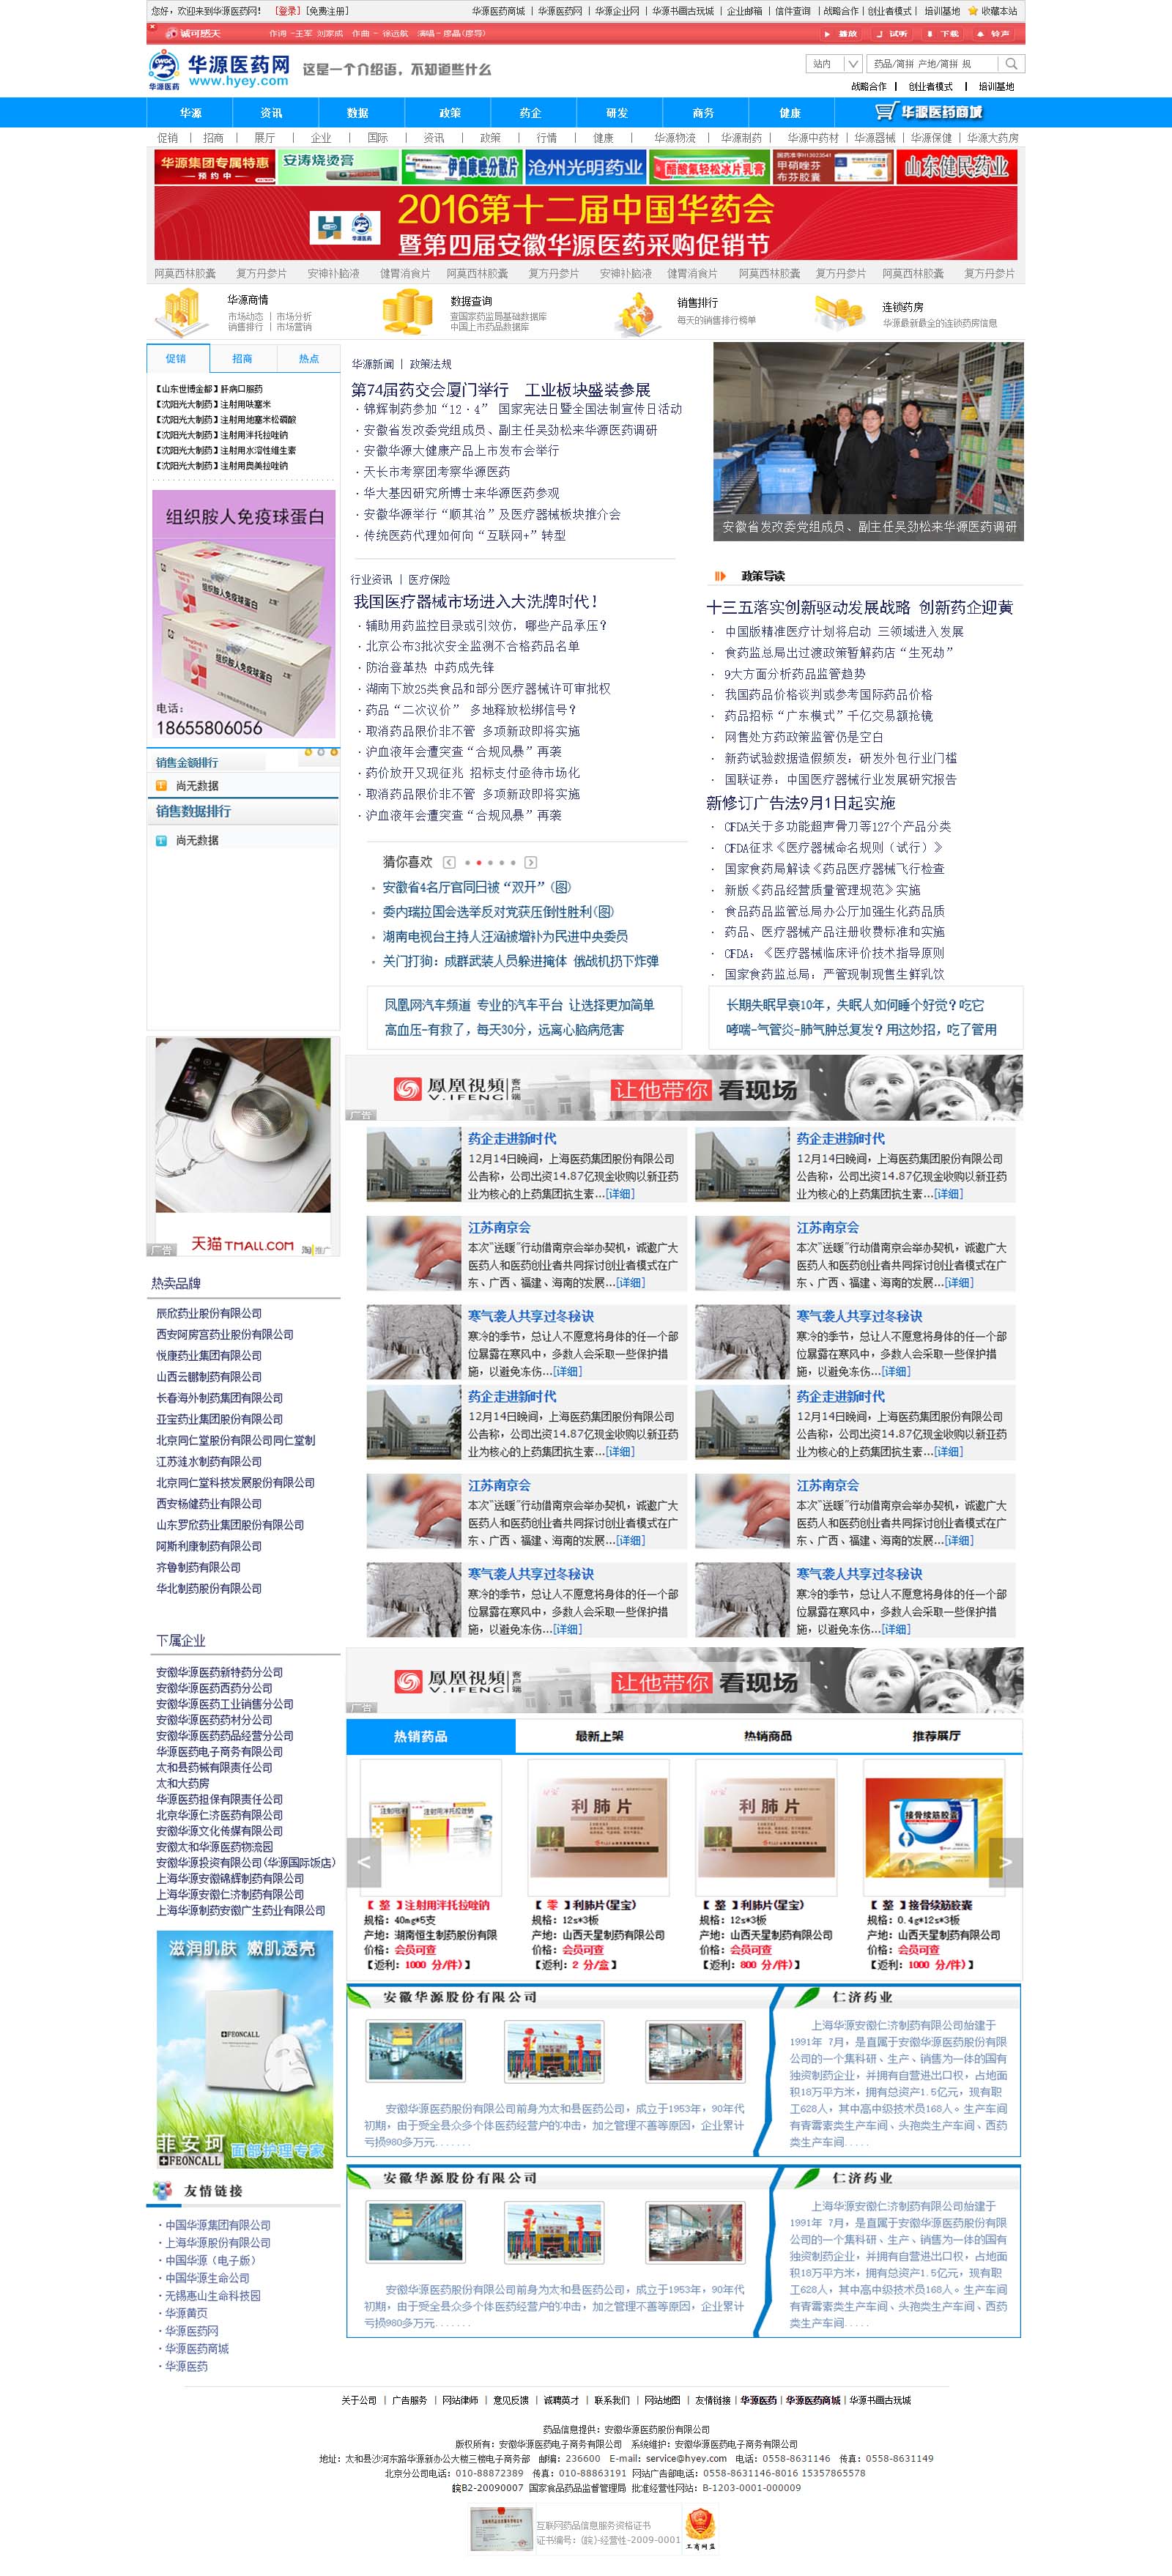 您好，欢迎来到华源医药网！ [登录] [免费注册]
华源医药商城 | 华源医药网 | 华源企业网 | 华源书画古玩城 | 企业邮箱 | 信件查询 | 战略合作 | 创业者模式 | 培训基地 收藏本站
诚可感天 作词 -王军 刘家成 作曲 - 徐远航 演唱 - 廖晶(廖导) 播放 试听 下载 铃声
华源医药网
www.hyey.com
华源医药
这是一个介绍语，不知道些什么
站内 药品/简拼 产地/简拼 规
战略合作 | 创业者模式 | 培训基地
华源 资讯 数据 政策 药企 研发 商务 健康 华源医药商城
促销 | 招商 | 展厅 | 企业 | 国际 | 资讯 | 政策 | 行情 | 健康 | 华源物流 | 华源制药 | 华源中药材 | 华源器械 | 华源保健 | 华源大药房
华源集团专属特惠
预约中
安涛烧烫膏
伊曲康唑分散片
沧州光明药业
醋酸氟轻松冰片乳膏
国药准字H12023541
甲硝唑芬布芬胶囊
山东健民药业
2016第十二届中国华药会
暨第四届安徽华源医药采购促销节
阿莫西林胶囊 复方丹参片 安神补脑液 健胃消食片 阿莫西林胶囊 复方丹参片 安神补脑液 健胃消食片 阿莫西林胶囊 复方丹参片 阿莫西林胶囊 复方丹参片
华源商情
市场动态 | 市场分析
销售排行 | 市场营销
数据查询
查国家药监局基础数据库
中国上市药品数据库
销售排行
每天的销售排行榜单
连锁药房
华源最新最全的连锁药房信息
促销 招商 热点
【山东世博金都】肝病口服药
【沈阳光大制药】注射用呋塞米
【沈阳光大制药】注射用地塞米松磷酸
【沈阳光大制药】注射用泮托拉唑钠
【沈阳光大制药】注射用水溶性维生素
【沈阳光大制药】注射用奥美拉唑钠
组织胺人免疫球蛋白
组织胺人免疫球蛋白
组织胺人免疫球蛋白
电话：
18655806056
销售金额排行
尚无数据
销售数据排行
尚无数据
华源新闻 | 政策法规
第74届药交会厦门举行 工业板块盛装参展
· 锦辉制药参加“12·4” 国家宪法日暨全国法制宣传日活动
· 安徽省发改委党组成员、副主任吴劲松来华源医药调研
· 安徽华源大健康产品上市发布会举行
· 天长市考察团考察华源医药
· 华大基因研究所博士来华源医药参观
· 安徽华源举行“顺其治”及医疗器械板块推介会
· 传统医药代理如何向“互联网+”转型
安徽省发改委党组成员、副主任吴劲松来华源医药调研
行业资讯 | 医疗保险
我国医疗器械市场进入大洗牌时代！
· 辅助用药监控目录或引效仿，哪些产品承压？
· 北京公布3批次安全监测不合格药品名单
· 防治登革热 中药成先锋
· 湖南下放25类食品和部分医疗器械许可审批权
· 药品“二次议价” 多地释放松绑信号？
· 取消药品限价非不管 多项新政即将实施
· 沪血液年会遭突查“合规风暴”再袭
· 药价放开又现征兆 招标支付亟待市场化
· 取消药品限价非不管 多项新政即将实施
· 沪血液年会遭突查“合规风暴”再袭
政策导读
十三五落实创新驱动发展战略 创新药企迎黄
· 中国版精准医疗计划将启动 三领域进入发展
· 食药监总局出过渡政策暂解药店“生死劫”
· 9大方面分析药品监管趋势
· 我国药品价格谈判或参考国际药品价格
· 药品招标“广东模式”千亿交易额抢镜
· 网售处方药政策监管仍是空白
· 新药试验数据造假频发：研发外包行业门槛
· 国联证券：中国医疗器械行业发展研究报告
新修订广告法9月1日起实施
· CFDA关于多功能超声骨刀等127个产品分类
· CFDA征求《医疗器械命名规则（试行）》
· 国家食药局解读《药品医疗器械飞行检查
· 新版《药品经营质量管理规范》实施
· 食品药品监管总局办公厅加强生化药品质
· 药品、医疗器械产品注册收费标准和实施
· CFDA：《医疗器械临床评价技术指导原则
· 国家食药监总局：严管现制现售生鲜乳饮
猜你喜欢
安徽省4名厅官同日被“双开”(图)
委内瑞拉国会选举反对党获压倒性胜利(图)
湖南电视台主持人汪涵被增补为民进中央委员
关门打狗：成群武装人员躲进掩体 俄战机扔下炸弹
凤凰网汽车频道 专业的汽车平台 让选择更加简单
高血压-有救了，每天30分，远离心脑病危害
长期失眠早衰10年，失眠人如何睡个好觉？吃它
哮喘-气管炎-肺气肿总复发？用这妙招，吃了管用
凤凰视频 客户端
V.IFENG
让他带你 看现场
广告
广告
天猫TMALL.COM
淘 推广
药企走进新时代
12月14日晚间，上海医药集团股份有限公司
公告称，公司出资14.87亿现金收购以新亚药
业为核心的上药集团抗生素...[详细]
药企走进新时代
12月14日晚间，上海医药集团股份有限公司
公告称，公司出资14.87亿现金收购以新亚药
业为核心的上药集团抗生素...[详细]
江苏南京会
本次"送暖"行动借南京会举办契机，诚邀广大
医药人和医药创业者共同探讨创业者模式在广
东、广西、福建、海南的发展...[详细]
江苏南京会
本次"送暖"行动借南京会举办契机，诚邀广大
医药人和医药创业者共同探讨创业者模式在广
东、广西、福建、海南的发展...[详细]
寒气袭人共享过冬秘诀
寒冷的季节，总让人不愿意将身体的任一个部
位暴露在寒风中，多数人会采取一些保护措
施，以避免冻伤...[详细]
寒气袭人共享过冬秘诀
寒冷的季节，总让人不愿意将身体的任一个部
位暴露在寒风中，多数人会采取一些保护措
施，以避免冻伤...[详细]
药企走进新时代
12月14日晚间，上海医药集团股份有限公司
公告称，公司出资14.87亿现金收购以新亚药
业为核心的上药集团抗生素...[详细]
药企走进新时代
12月14日晚间，上海医药集团股份有限公司
公告称，公司出资14.87亿现金收购以新亚药
业为核心的上药集团抗生素...[详细]
江苏南京会
本次"送暖"行动借南京会举办契机，诚邀广大
医药人和医药创业者共同探讨创业者模式在广
东、广西、福建、海南的发展...[详细]
江苏南京会
本次"送暖"行动借南京会举办契机，诚邀广大
医药人和医药创业者共同探讨创业者模式在广
东、广西、福建、海南的发展...[详细]
寒气袭人共享过冬秘诀
寒冷的季节，总让人不愿意将身体的任一个部
位暴露在寒风中，多数人会采取一些保护措
施，以避免冻伤...[详细]
寒气袭人共享过冬秘诀
寒冷的季节，总让人不愿意将身体的任一个部
位暴露在寒风中，多数人会采取一些保护措
施，以避免冻伤...[详细]
热卖品牌
辰欣药业股份有限公司
西安阿房宫药业股份有限公司
悦康药业集团有限公司
山西云鹏制药有限公司
长春海外制药集团有限公司
亚宝药业集团股份有限公司
北京同仁堂股份有限公司同仁堂制
江苏涟水制药有限公司
北京同仁堂科技发展股份有限公司
西安杨健药业有限公司
山东罗欣药业集团股份有限公司
阿斯利康制药有限公司
齐鲁制药有限公司
华北制药股份有限公司
下属企业
安徽华源医药新特药分公司
安徽华源医药西药分公司
安徽华源医药工业销售分公司
安徽华源医药药材分公司
安徽华源医药药品经营分公司
华源医药电子商务有限公司
太和县药械有限责任公司
太和大药房
华源医药担保有限责任公司
北京华源仁济医药有限公司
安徽华源文化传媒有限公司
安徽太和华源医药物流园
安徽华源投资有限公司(华源国际饭店)
上海华源安徽锦辉制药有限公司
上海华源安徽仁济制药有限公司
上海华源制药安徽广生药业有限公司
凤凰视频 客户端
V.IFENG
让他带你 看现场
广告
热销药品 最新上架 热销商品 推荐展厅
注射用泮托拉唑钠
利肺片
利肺片
接骨续筋胶囊
< >
【 整 】注射用泮托拉唑钠
规格：40mg*5支
产地：湖南恒生制药股份有限
价格：会员可查
【返利：1000 分/件)】
【 零 】利肺片(星宝)
规格：12s*3板
产地：山西天星制药有限公司
价格：会员可查
【返利：2 分/盒】
【 整 】利肺片(星宝)
规格：12s*3板
产地：山西天星制药有限公司
价格：会员可查
【返利：800 分/件)】
【 整 】接骨续筋胶囊
规格：0.4g*12s*3板
产地：山西天星制药有限公司
价格：会员可查
【返利：1000 分/件)】
滋润肌肤 嫩肌透亮
FEONCALL
菲安珂 面部护理专家
FEONCALL
安徽华源股份有限公司
安徽华源医药股份有限公司前身为太和县医药公司，成立于1953年，90年代
初期，由于受全县众多个体医药经营户的冲击，加之管理不善等原因，企业累计
亏损980多万元.......
仁济药业
上海华源安徽仁济制药有限公司始建于
1991年 7月，是直属于安徽华源医药股份有限
公司的一个集科研、生产、销售为一体的国有
独资制药企业，并拥有自营进出口权，占地面
积18万平方米，拥有总资产1.5亿元，现有职
工628人，其中高中级技术员168人。生产车间
有青霉素类生产车间、头孢类生产车间、西药
类生产车间.....
安徽华源股份有限公司
安徽华源医药股份有限公司前身为太和县医药公司，成立于1953年，90年代
初期，由于受全县众多个体医药经营户的冲击，加之管理不善等原因，企业累计
亏损980多万元.......
仁济药业
上海华源安徽仁济制药有限公司始建于
1991年 7月，是直属于安徽华源医药股份有限
公司的一个集科研、生产、销售为一体的国有
独资制药企业，并拥有自营进出口权，占地面
积18万平方米，拥有总资产1.5亿元，现有职
工628人，其中高中级技术员168人。生产车间
有青霉素类生产车间、头孢类生产车间、西药
类生产车间.....
友情链接
·中国华源集团有限公司
·上海华源股份有限公司
·中国华源（电子版）
·中国华源生命公司
·无锡惠山生命科技园
·华源黄页
·华源医药网
·华源医药商城
·华源医药
关于公司 | 广告服务 | 网站律师 | 意见反馈 | 诚聘英才 | 联系我们 | 网站地图 | 友情链接 | 华源医药 | 华源医药商城 | 华源书画古玩城
药品信息提供：安徽华源医药股份有限公司
版权所有：安徽华源医药电子商务有限公司 系统维护：安徽华源医药电子商务有限公司
地址：太和县沙河东路华源新办公大楼三楼电子商务部 邮编：236600 E-mail：service@hyey.com 电话：0558-8631146 传真：0558-8631149
北京分公司电话：010-88872389 传真：010-88863191 网站广告部电话：0558-8631146-8016 15357865578
皖B2-20090007 国家食品药品监督管理局 批准经营性网站：B-1203-0001-000009
互联网药品信息服务资格证书
证书编号：(皖)-经营性-2009-0001
工商网监